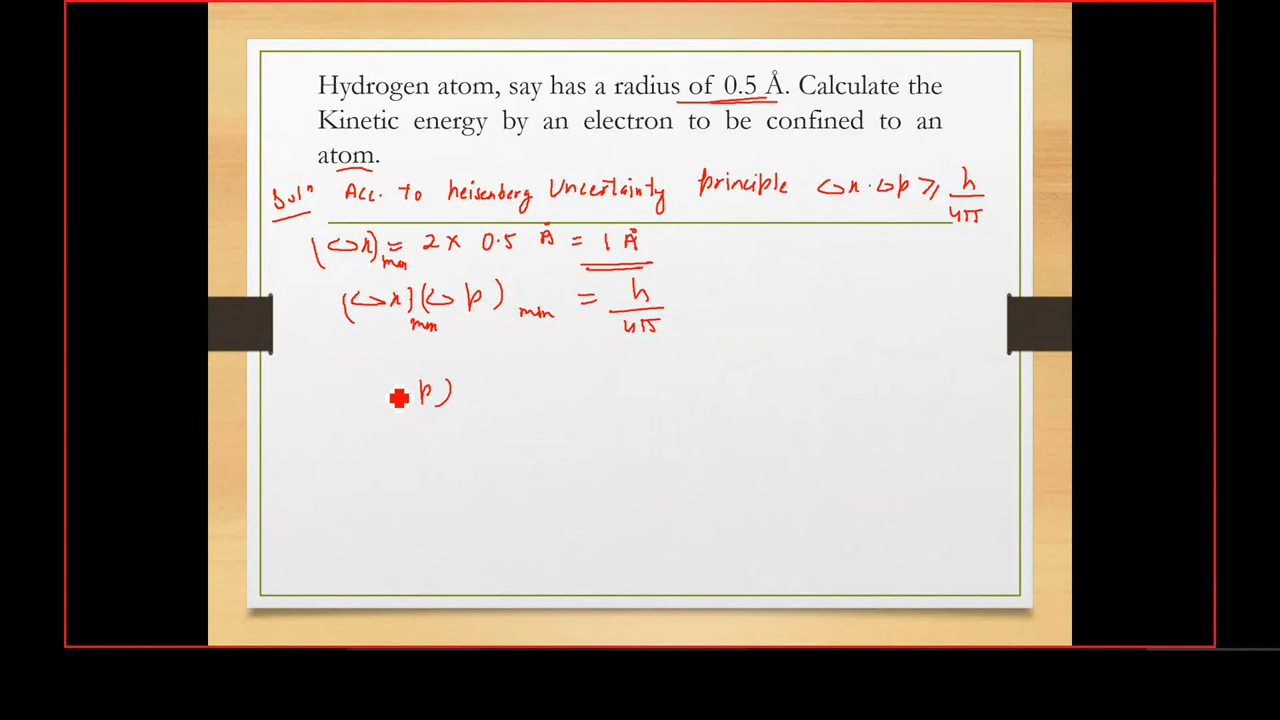 Hydrogen atom, say has a radius of 0.5 Å. Calculate the
Kinetic energy by an electron to be confined to an
atom.
Solⁿ Acc. To heisenberg Uncertainty principle Δx·Δp ≥ h/4π
(Δx)min = 2 x 0.5 Å = 1 Å
(Δx)min (Δp)min = h/4π
p)